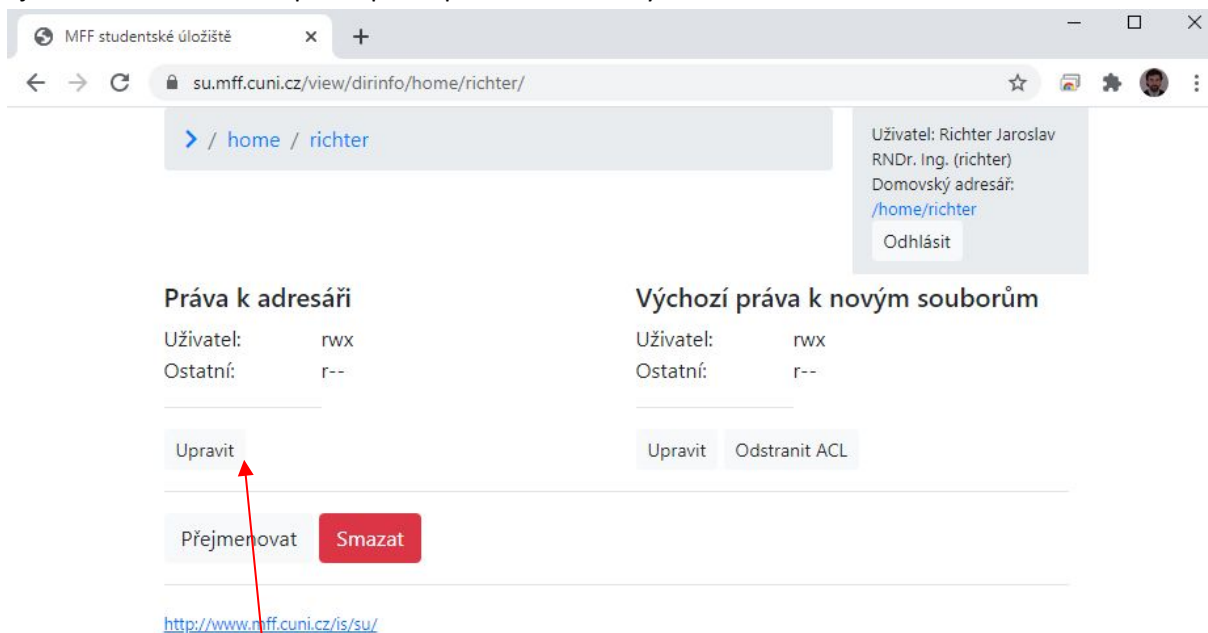 MFF studentské úložiště
su.mff.cuni.cz/view/dirinfo/home/richter/
/ home / richter
Uživatel: Richter Jaroslav
RNDr. Ing. (richter)
Domovský adresář:
/home/richter
Odhlásit
Práva k adresáři
Uživatel: rwx
Ostatní: r--
Upravit
Výchozí práva k novým souborům
Uživatel: rwx
Ostatní: r--
Upravit Odstranit ACL
Přejmenovat Smazat
http://www.mff.cuni.cz/is/su/